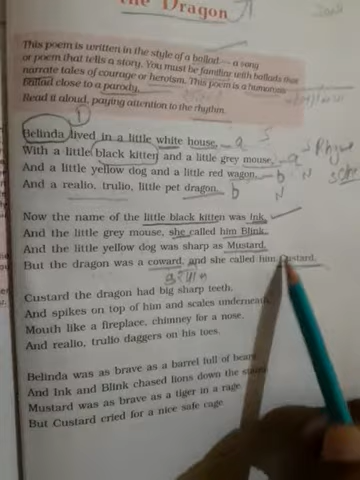 the Dragon
This poem is written in the style of a ballad — a song
or poem that tells a story. You must be familiar with ballads that
narrate tales of courage or heroism. This poem is a humorous
ballad close to a parody.
Read it aloud, paying attention to the rhythm.
Belinda lived in a little white house, a
With a little black kitten and a little grey mouse, a Rhyme
And a little yellow dog and a little red wagon, b
And a realio, trulio, little pet dragon. b
Now the name of the little black kitten was Ink,
And the little grey mouse, she called him Blink,
And the little yellow dog was sharp as Mustard,
But the dragon was a coward, and she called him Custard.
Custard the dragon had big sharp teeth,
And spikes on top of him and scales underneath,
Mouth like a fireplace, chimney for a nose,
And realio, trulio daggers on his toes.
Belinda was as brave as a barrel full of bears,
And Ink and Blink chased lions down the stairs,
Mustard was as brave as a tiger in a rage,
But Custard cried for a nice safe cage